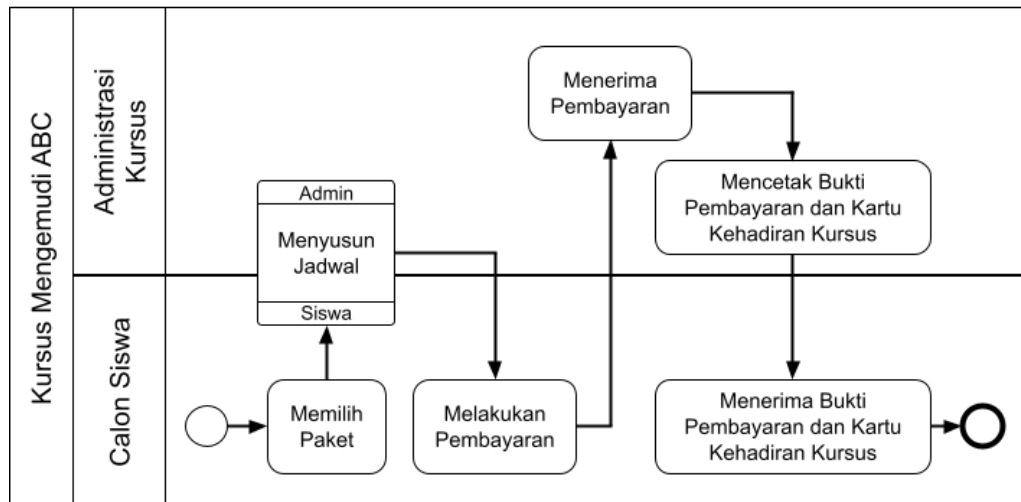 Kursus Mengemudi ABC
Administrasi
Kursus
Menerima
Pembayaran
Admin
Menyusun
Jadwal
Siswa
Mencetak Bukti
Pembayaran dan Kartu
Kehadiran Kursus
Calon Siswa
Memilih
Paket
Melakukan
Pembayaran
Menerima Bukti
Pembayaran dan Kartu
Kehadiran Kursus